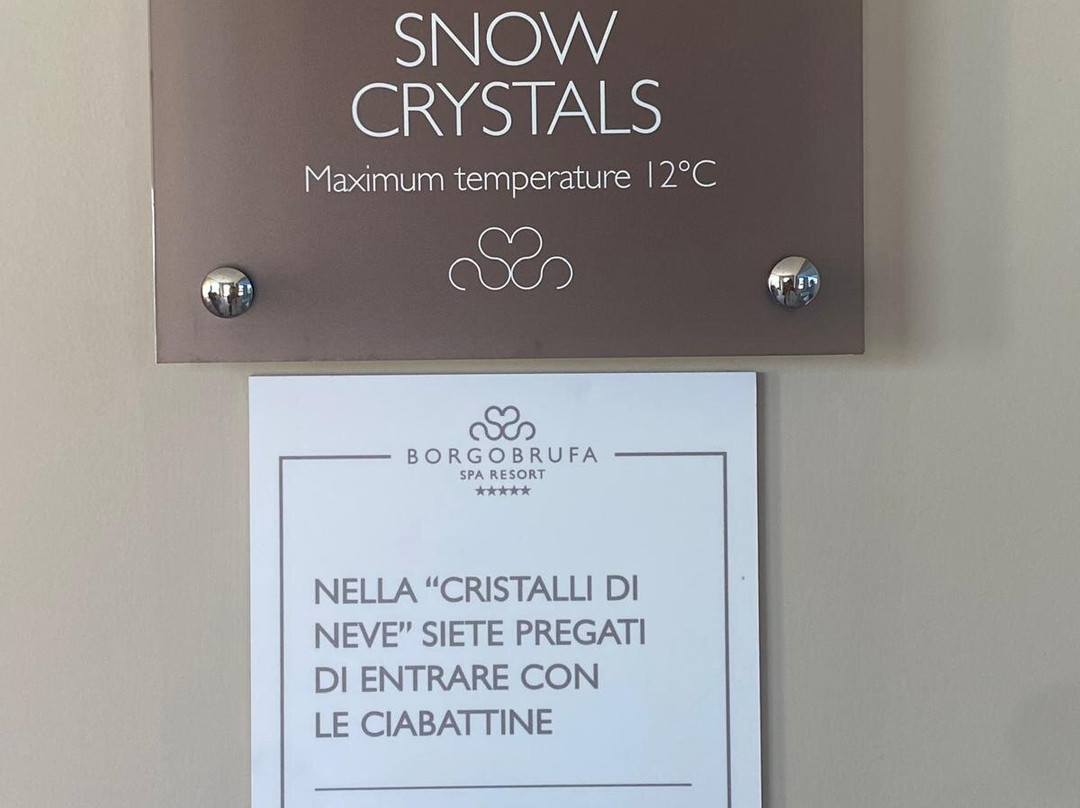 SNOW
CRYSTALS
Maximum temperature 12°C
BORGOBRUFA
SPA RESORT
★★★★★
NELLA “CRISTALLI DI
NEVE” SIETE PREGATI
DI ENTRARE CON
LE CIABATTINE